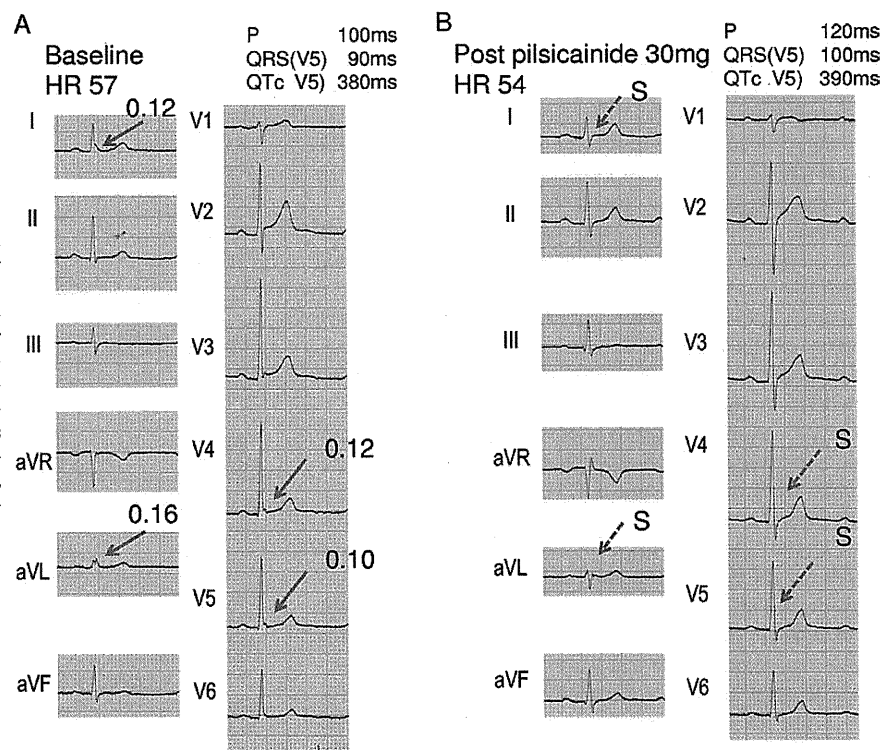 A
Baseline
HR 57
P 100ms
QRS(V5) 90ms
QTc V5) 380ms
I
0.12
II
III
aVR
aVL
0.16
aVF
V1
V2
V3
V4
0.12
V5
0.10
V6
B
Post pilsicainide 30mg
HR 54
P 120ms
QRS(V5) 100ms
QTc .V5) 390ms
I
S
II
III
aVR
aVL
S
aVF
V1
V2
V3
V4
S
V5
S
V6